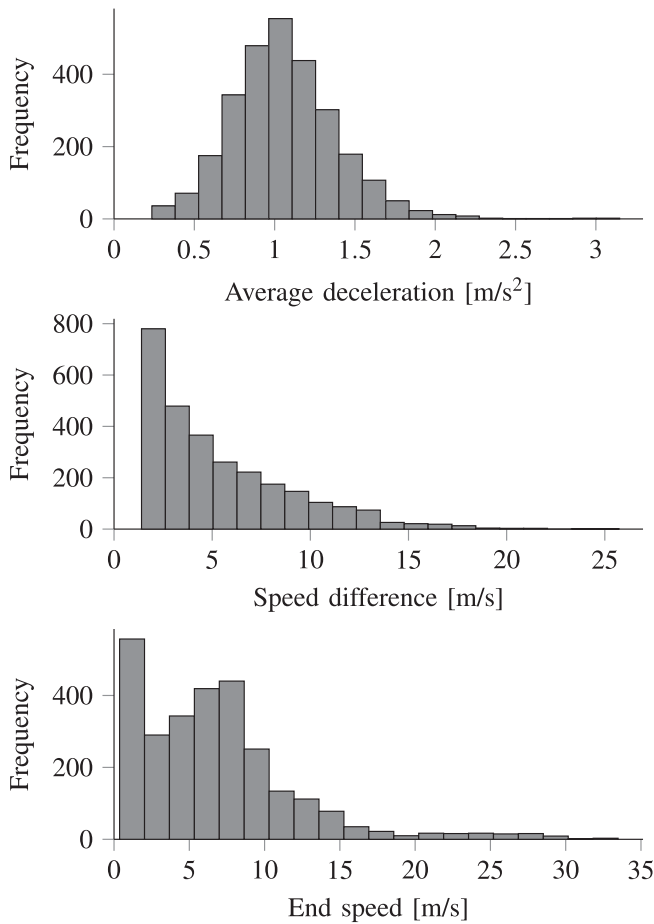 Frequency
400
200
0
0 0.5 1 1.5 2 2.5 3
Average deceleration [m/s²]
Frequency
800
600
400
200
0
0 5 10 15 20 25
Speed difference [m/s]
Frequency
400
200
0
0 5 10 15 20 25 30 35
End speed [m/s]